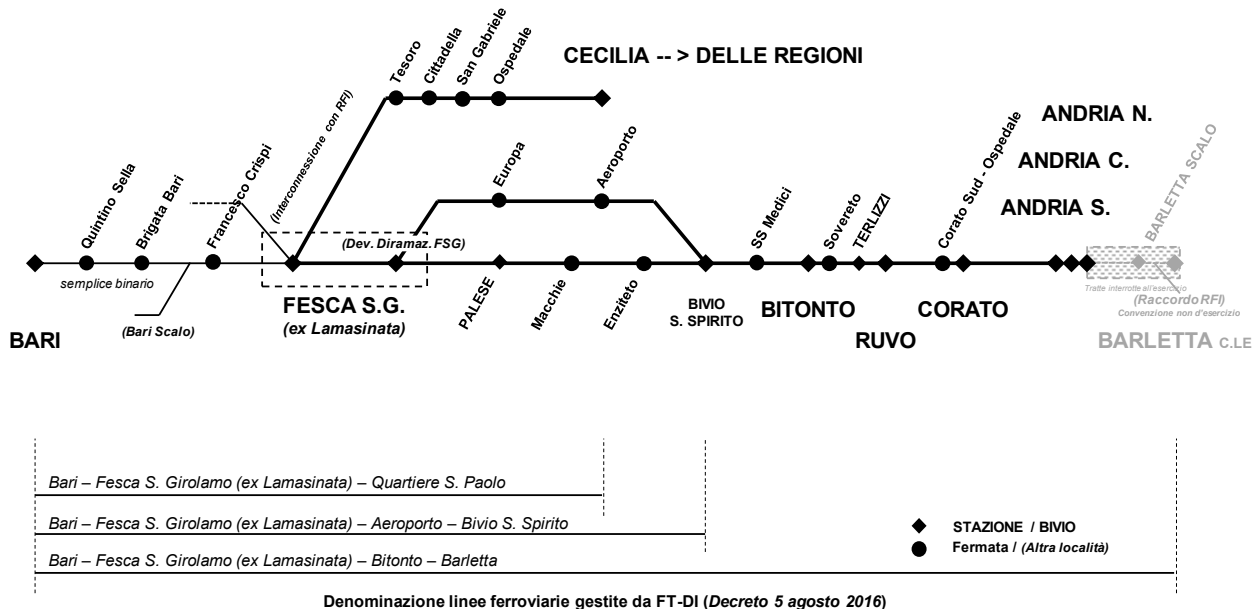 Tesoro
Cittadella
San Gabriele
Ospedale
CECILIA -- > DELLE REGIONI
(Interconnessione con RFI)
Quintino Sella
Brigata Bari
Francesco Crispi
Europa
Aeroporto
SS Medici
Sovereto
TERLIZZI
Corato Sud - Ospedale
ANDRIA N.
ANDRIA C.
ANDRIA S.
BARLETTA SCALO
(Dev. Diramaz. FSG)
semplice binario
(Bari Scalo)
BARI
FESCA S.G.
(ex Lamasinata)
PALESE
Macchie
Enziteto
BIVIO
S. SPIRITO
BITONTO
RUVO
CORATO
Tratte interrotte all'esercizio
(Raccordo RFI)
Convenzione non d'esercizio
BARLETTA C.LE
Bari – Fesca S. Girolamo (ex Lamasinata) – Quartiere S. Paolo
Bari – Fesca S. Girolamo (ex Lamasinata) – Aeroporto – Bivio S. Spirito
Bari – Fesca S. Girolamo (ex Lamasinata) – Bitonto – Barletta
STAZIONE / BIVIO
Fermata / (Altra località)
Denominazione linee ferroviarie gestite da FT-DI (Decreto 5 agosto 2016)